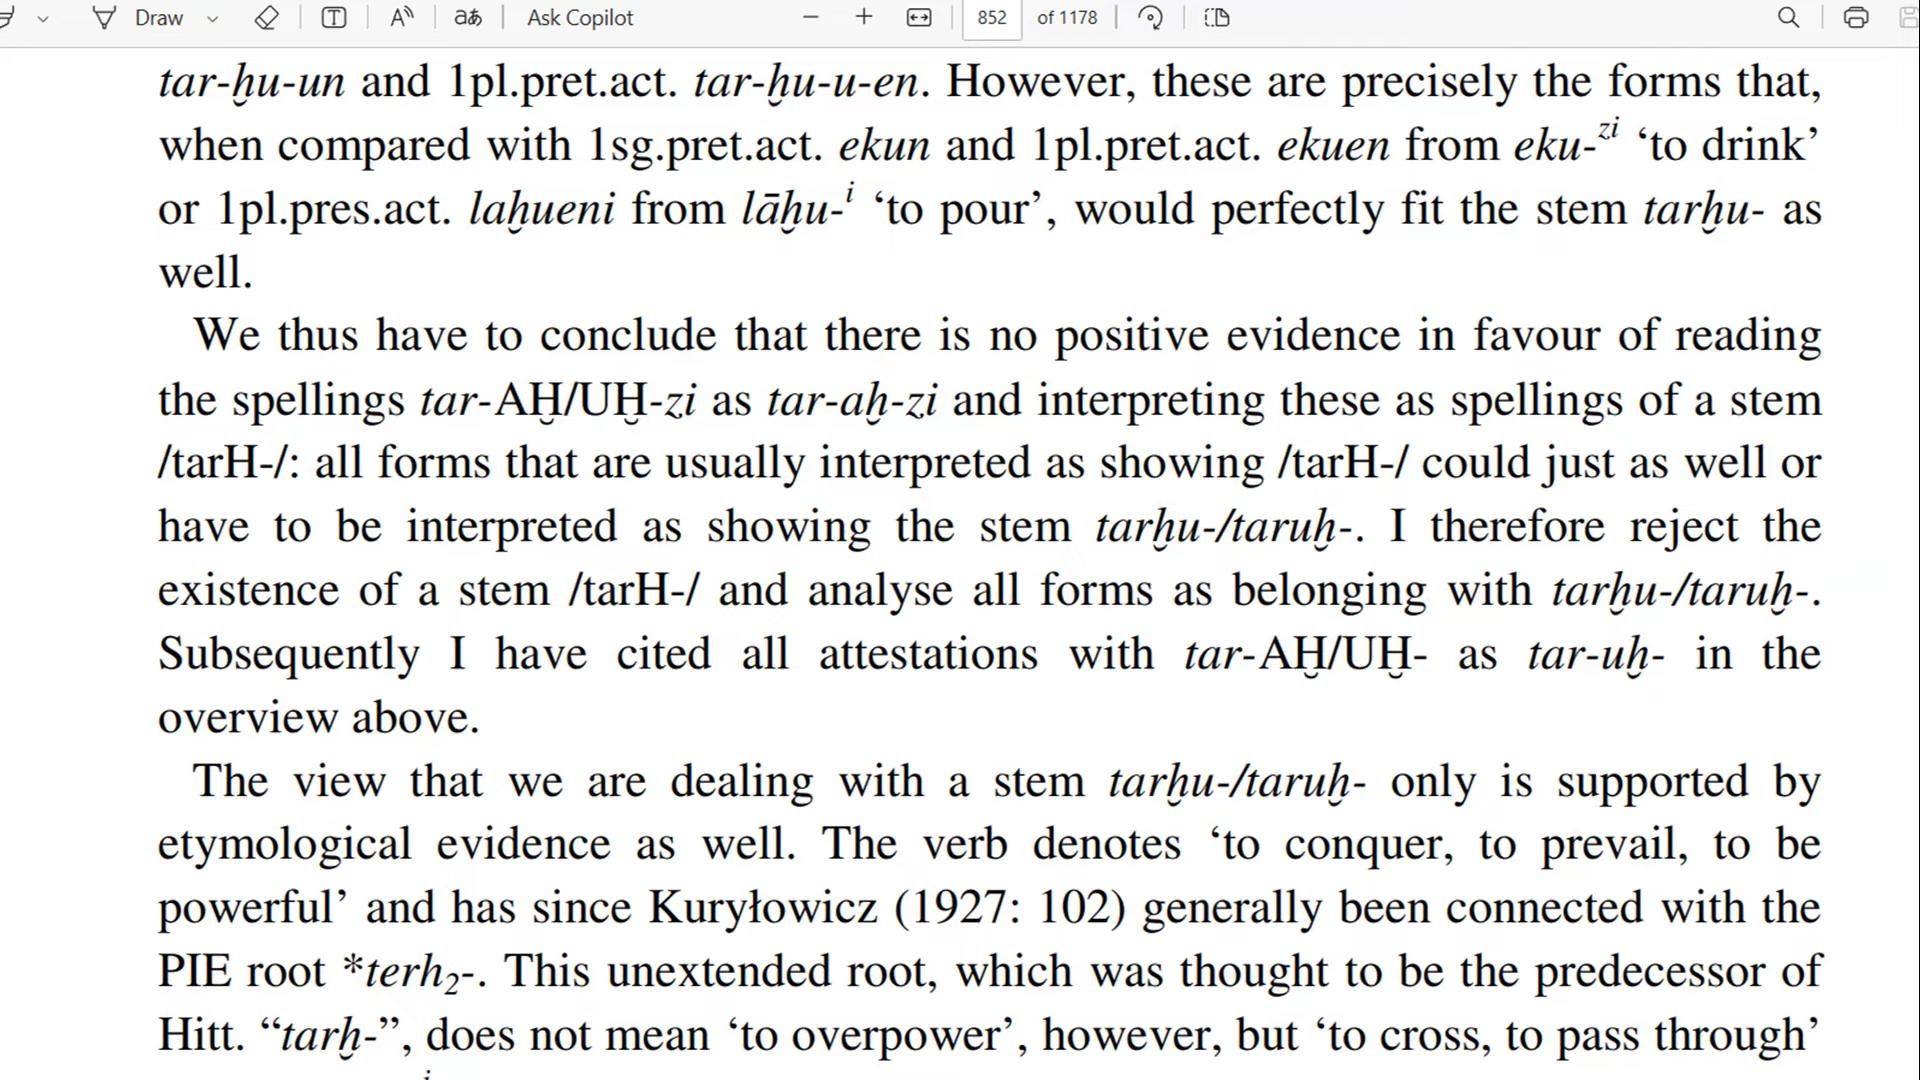 Draw
aあ
Ask Copilot
852 of 1178
tar-ḫu-un and 1pl.pret.act. tar-ḫu-u-en. However, these are precisely the forms that,
when compared with 1sg.pret.act. ekun and 1pl.pret.act. ekuen from eku-ᶻⁱ ‘to drink’
or 1pl.pres.act. laḫueni from lāḫu-ⁱ ‘to pour’, would perfectly fit the stem tarḫu- as
well.
We thus have to conclude that there is no positive evidence in favour of reading
the spellings tar-AḪ/UḪ-zi as tar-aḫ-zi and interpreting these as spellings of a stem
/tarH-/: all forms that are usually interpreted as showing /tarH-/ could just as well or
have to be interpreted as showing the stem tarḫu-/taruḫ-. I therefore reject the
existence of a stem /tarH-/ and analyse all forms as belonging with tarḫu-/taruḫ-.
Subsequently I have cited all attestations with tar-AḪ/UḪ- as tar-uḫ- in the
overview above.
The view that we are dealing with a stem tarḫu-/taruḫ- only is supported by
etymological evidence as well. The verb denotes ‘to conquer, to prevail, to be
powerful’ and has since Kuryłowicz (1927: 102) generally been connected with the
PIE root *terh₂-. This unextended root, which was thought to be the predecessor of
Hitt. “tarḫ-”, does not mean ‘to overpower’, however, but ‘to cross, to pass through’